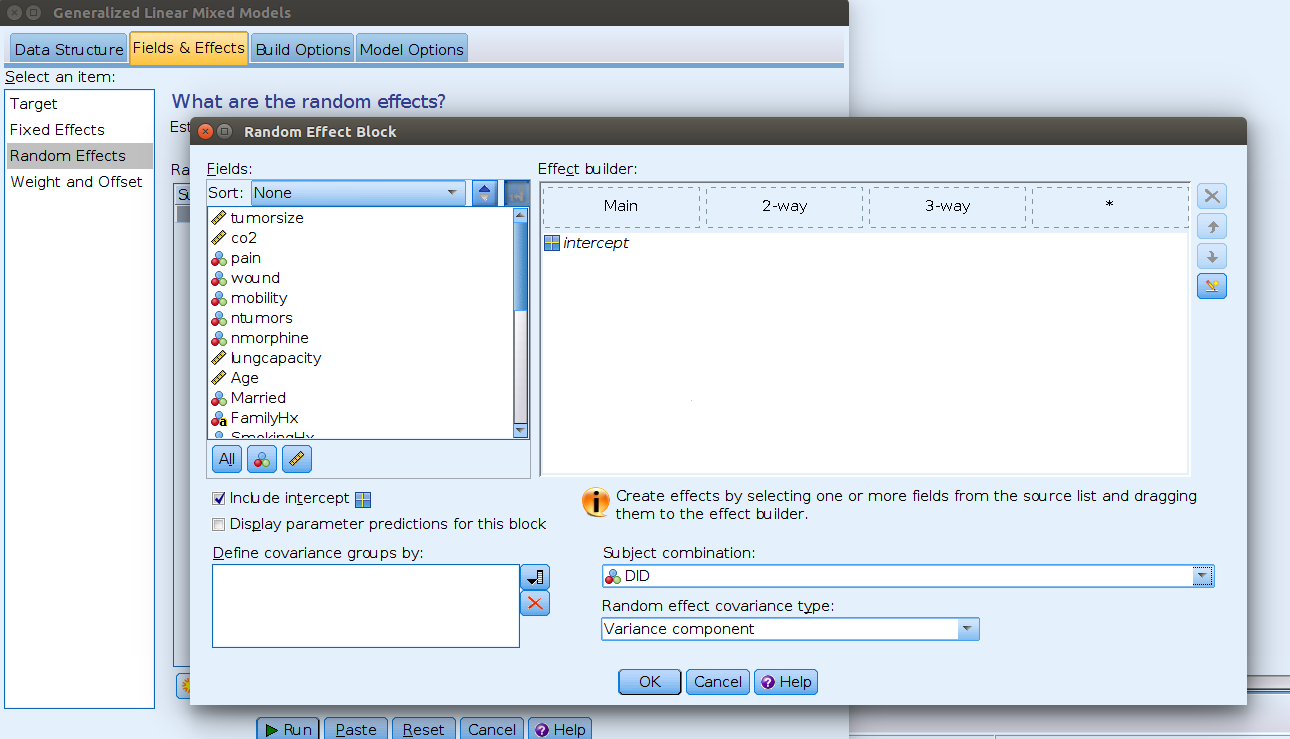 Generalized Linear Mixed Models
Data Structure
Fields & Effects
Build Options
Model Options
Select an item:
Target
Fixed Effects
Random Effects
Weight and Offset
What are the random effects?
Random Effect Block
Fields:
Sort: None
tumorsize
co2
pain
wound
mobility
ntumors
nmorphine
lungcapacity
Age
Married
FamilyHx
SmokingHx
All
Include intercept
Display parameter predictions for this block
Define covariance groups by:
Effect builder:
Main
2-way
3-way
*
intercept
Create effects by selecting one or more fields from the source list and dragging
them to the effect builder.
Subject combination:
DID
Random effect covariance type:
Variance component
OK
Cancel
Help
Run
Paste
Reset
Cancel
Help